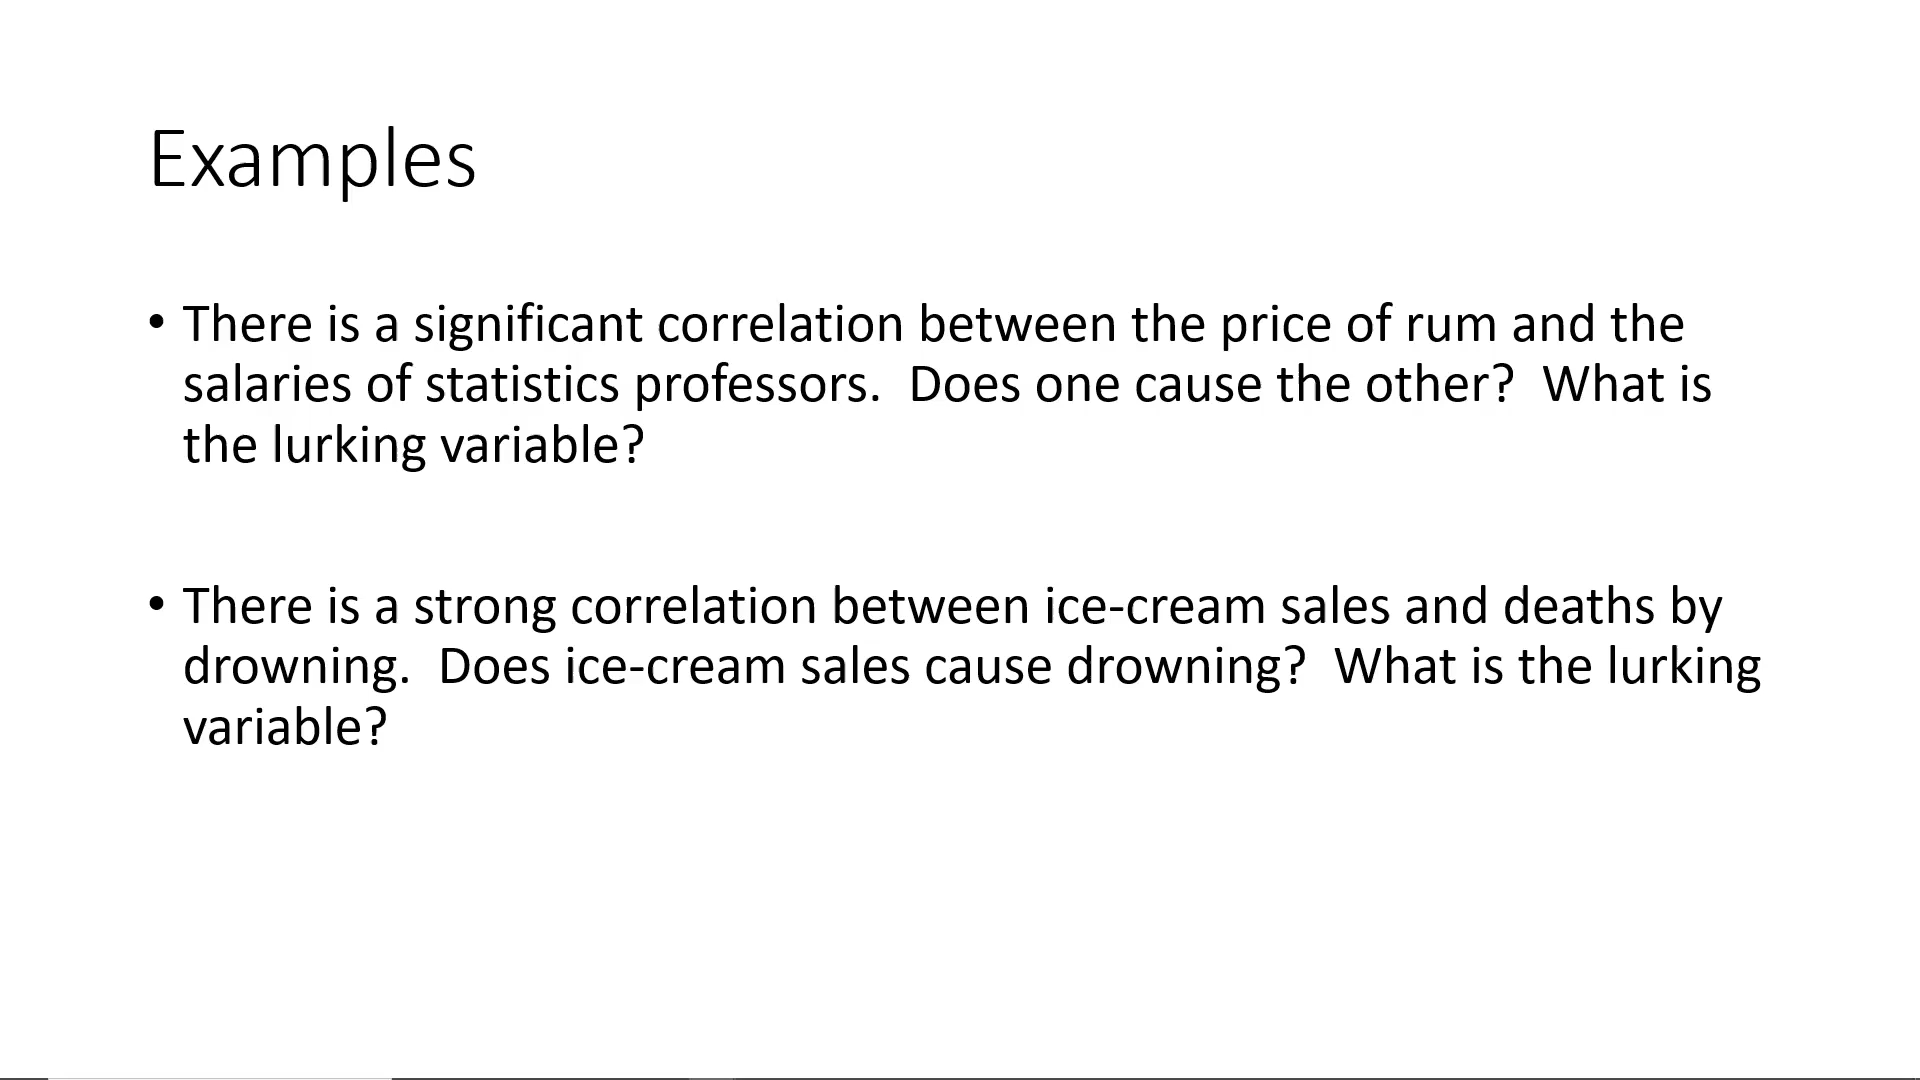 Examples
• There is a significant correlation between the price of rum and the
salaries of statistics professors.  Does one cause the other?  What is
the lurking variable?
• There is a strong correlation between ice-cream sales and deaths by
drowning.  Does ice-cream sales cause drowning?  What is the lurking
variable?